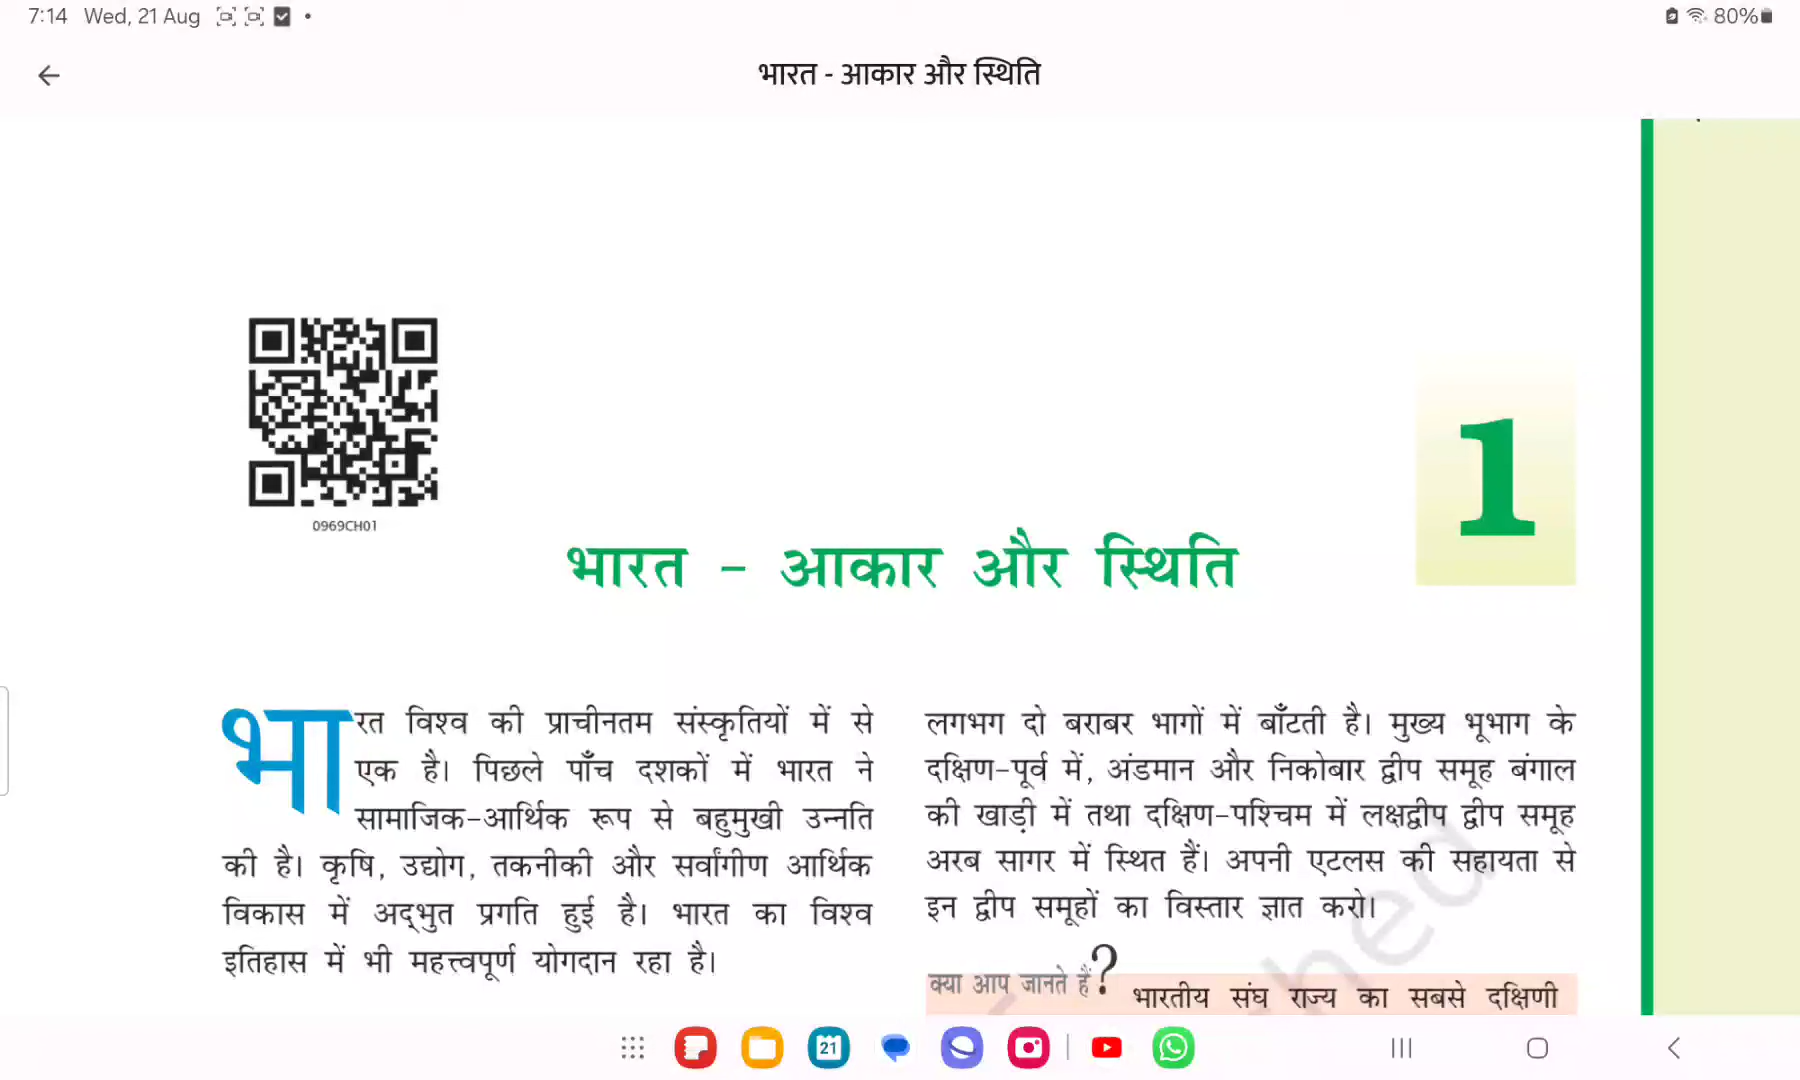 7:14 Wed, 21 Aug
80%
भारत - आकार और स्थिति
0969CH01
1
भारत - आकार और स्थिति
भारत विश्व की प्राचीनतम संस्कृतियों में से
एक है। पिछले पाँच दशकों में भारत ने
सामाजिक-आर्थिक रूप से बहुमुखी उन्नति
की है। कृषि, उद्योग, तकनीकी और सर्वांगीण आर्थिक
विकास में अद्भुत प्रगति हुई है। भारत का विश्व
इतिहास में भी महत्त्वपूर्ण योगदान रहा है।
लगभग दो बराबर भागों में बाँटती है। मुख्य भूभाग के
दक्षिण-पूर्व में, अंडमान और निकोबार द्वीप समूह बंगाल
की खाड़ी में तथा दक्षिण-पश्चिम में लक्षद्वीप द्वीप समूह
अरब सागर में स्थित हैं। अपनी एटलस की सहायता से
इन द्वीप समूहों का विस्तार ज्ञात करो।
क्या आप जानते हैं?
भारतीय संघ राज्य का सबसे दक्षिणी
21